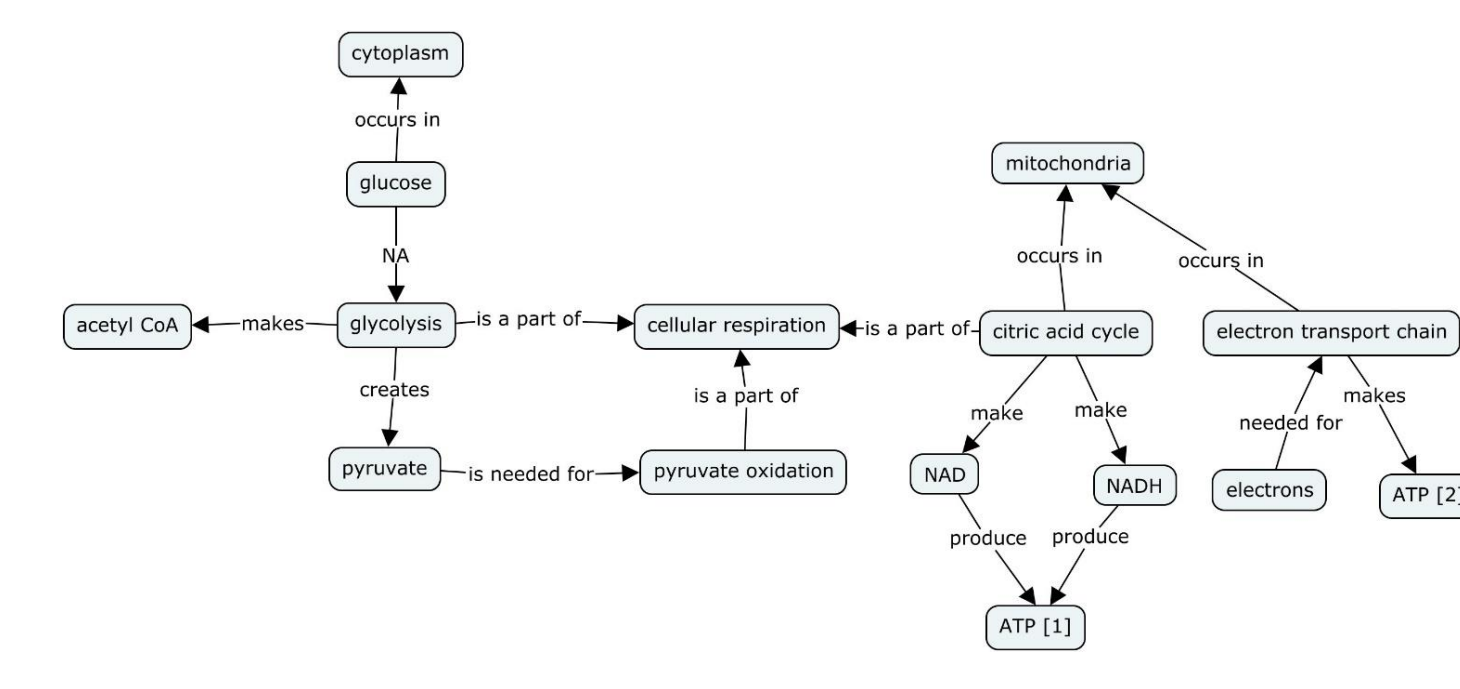 cytoplasm
occurs in
glucose
mitochondria
NA
occurs in
occurs in
acetyl CoA
makes
glycolysis
is a part of
cellular respiration
is a part of
citric acid cycle
electron transport chain
creates
is a part of
make
make
needed for
makes
pyruvate
is needed for
pyruvate oxidation
NAD
NADH
electrons
ATP [2]
produce
produce
ATP [1]